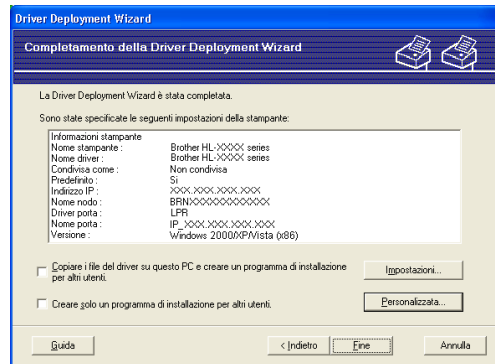 Driver Deployment Wizard
Completamento della Driver Deployment Wizard
La Driver Deployment Wizard è stata completata.
Sono state specificate le seguenti impostazioni della stampante:
Informazioni stampante
Nome stampante : Brother HL-XXXX series
Nome driver : Brother HL-XXXX series
Condivisa come : Non condivisa
Predefinito : Si
Indirizzo IP : XXX.XXX.XXX.XXX
Nome nodo : BRNXXXXXXXXXXXX
Driver porta : LPR
Nome porta : IP_XXX.XXX.XXX.XXX
Versione : Windows 2000/XP/Vista (x86)
Copiare i file del driver su questo PC e creare un programma di installazione
per altri utenti.
Impostazioni...
Creare solo un programma di installazione per altri utenti.
Personalizzata...
Guida
< Indietro
Fine
Annulla